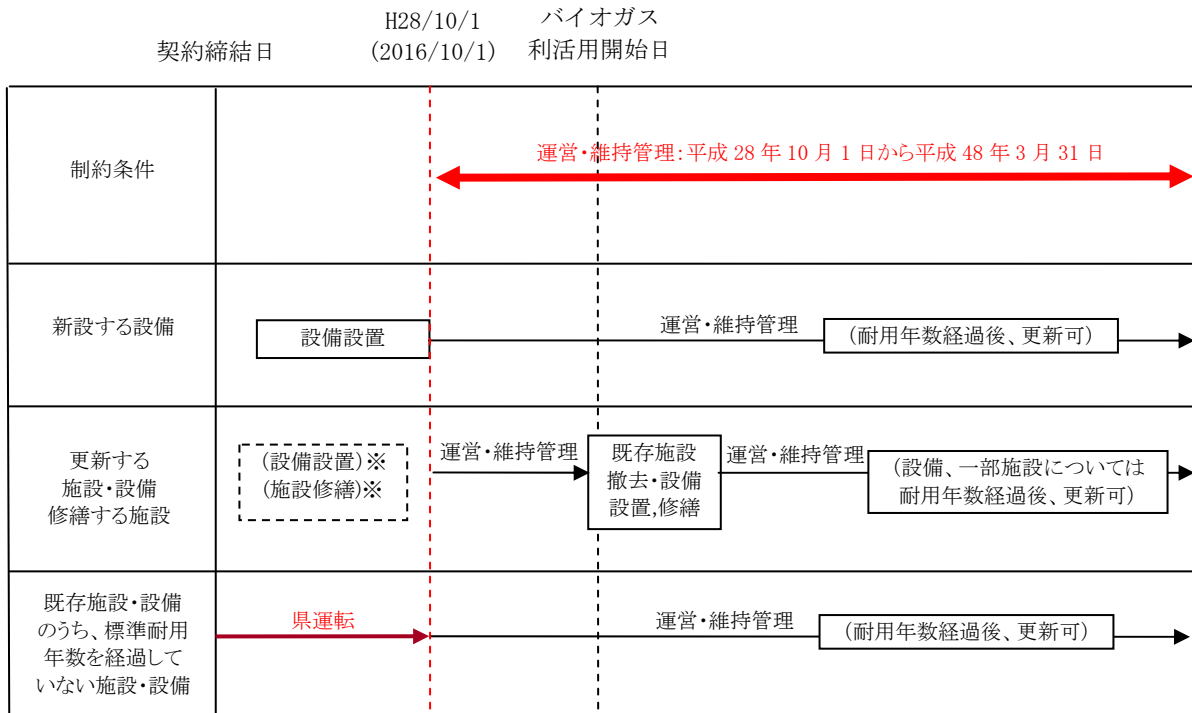 契約締結日
H28/10/1
(2016/10/1)
バイオガス
利活用開始日
制約条件
運営・維持管理:平成 28 年 10 月 1 日から平成 48 年 3 月 31 日
新設する設備
設備設置
運営・維持管理
(耐用年数経過後、更新可)
更新する
施設・設備
修繕する施設
(設備設置)※
(施設修繕)※
運営・維持管理
既存施設
撤去・設備
設置,修繕
運営・維持管理
(設備、一部施設については
耐用年数経過後、更新可)
既存施設・設備
のうち、標準耐用
年数を経過して
いない施設・設備
県運転
運営・維持管理
(耐用年数経過後、更新可)